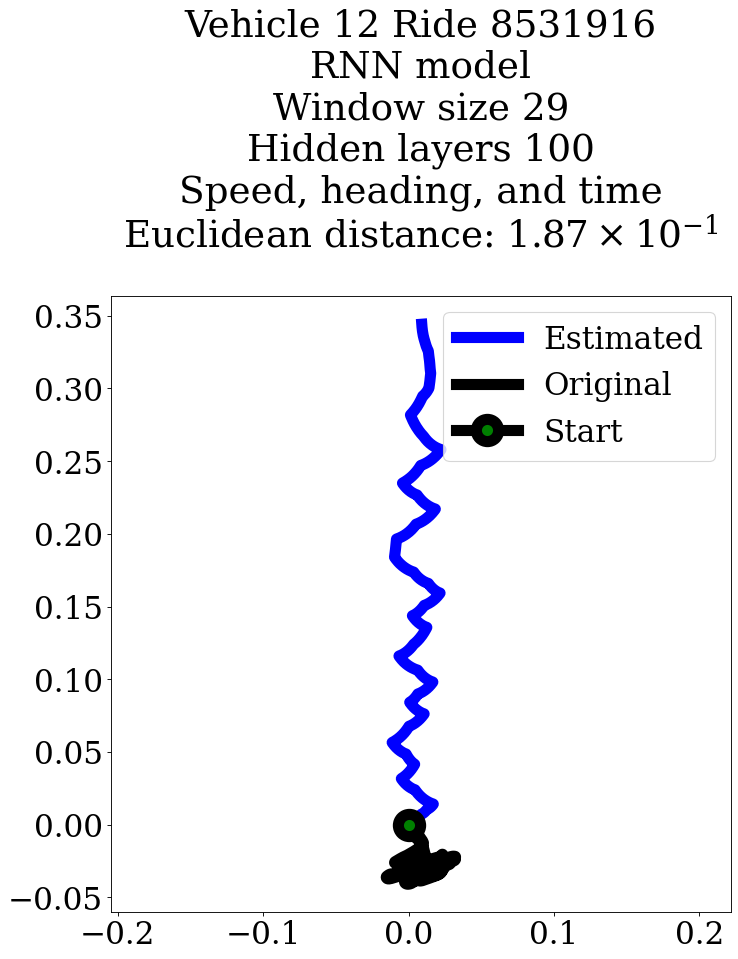 Vehicle 12 Ride 8531916
RNN model
Window size 29
Hidden layers 100
Speed, heading, and time
Euclidean distance: 1.87 × 10⁻¹
Estimated
Original
Start
0.35
0.30
0.25
0.20
0.15
0.10
0.05
0.00
−0.05
−0.2 −0.1 0.0 0.1 0.2